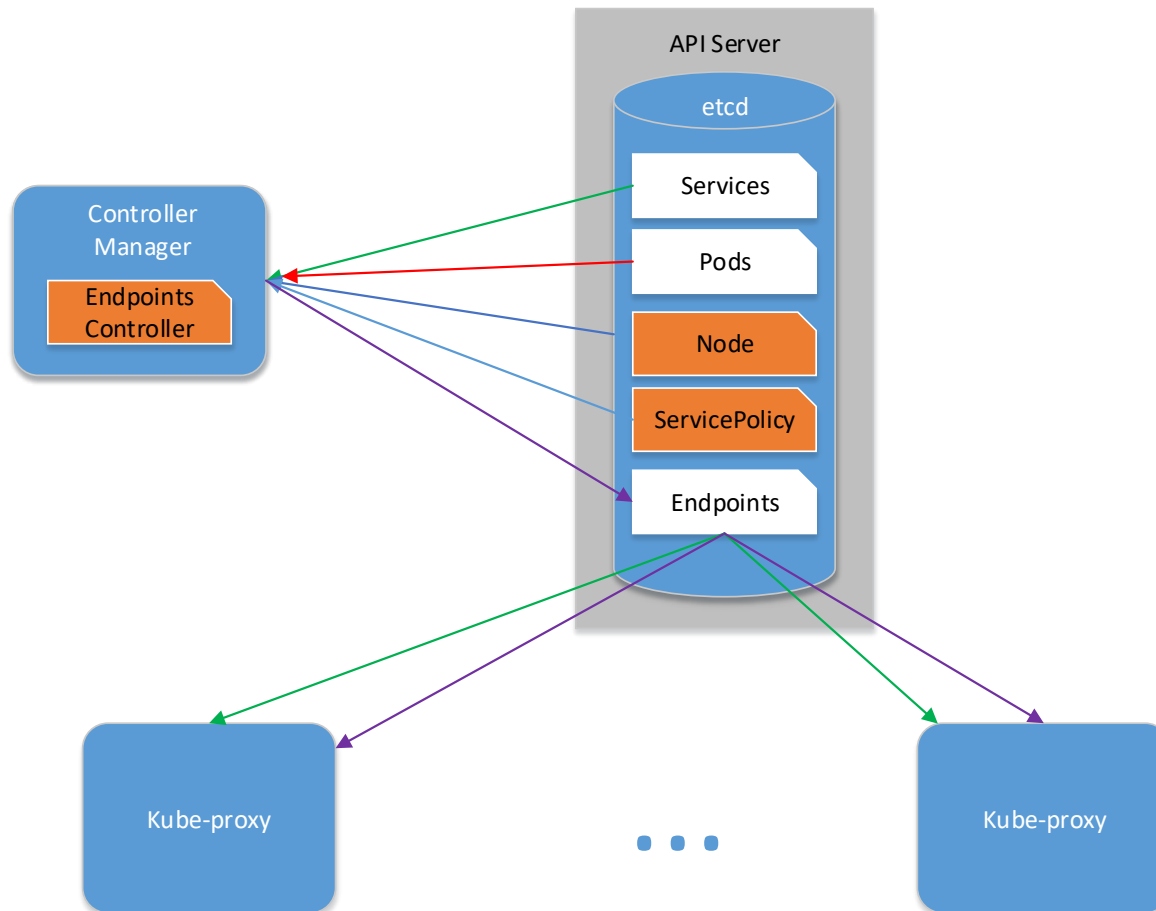 API Server
etcd
Services
Controller
Manager
Pods
Endpoints
Controller
Node
ServicePolicy
Endpoints
Kube-proxy
Kube-proxy